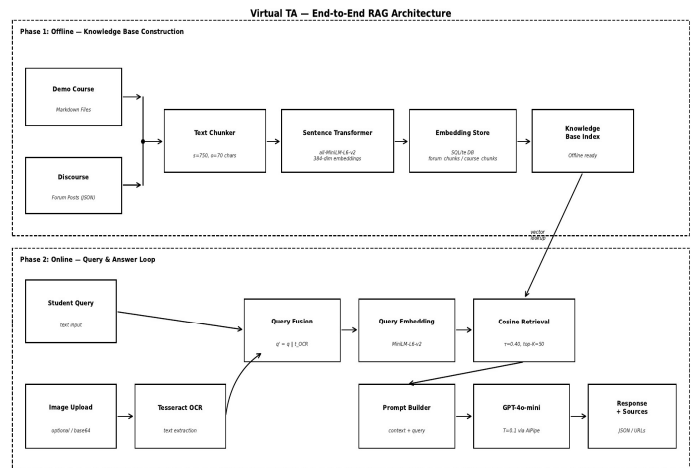 Virtual TA — End-to-End RAG Architecture
Phase 1: Offline — Knowledge Base Construction
Demo Course
Markdown Files
Discourse
Forum Posts (JSON)
Text Chunker
s=750, o=70 chars
Sentence Transformer
all-MiniLM-L6-v2
384-dim embeddings
Embedding Store
SQLite DB
forum chunks / course chunks
Knowledge
Base Index
Offline ready
vector
lookup
Phase 2: Online — Query & Answer Loop
Student Query
text input
Query Fusion
q' = q ∥ t_OCR
Query Embedding
MiniLM-L6-v2
Cosine Retrieval
τ=0.40, top-K=50
Image Upload
optional / base64
Tesseract OCR
text extraction
Prompt Builder
context + query
GPT-4o-mini
T=0.1 via AiPipe
Response
+ Sources
JSON / URLs